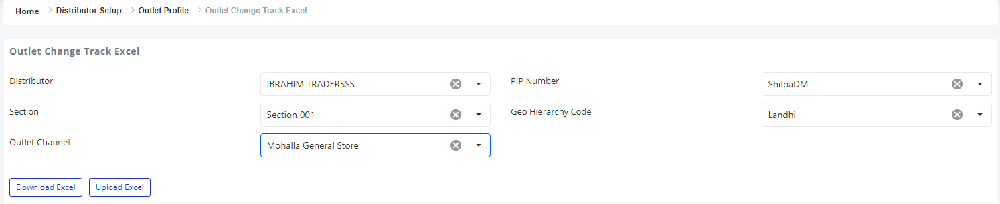 Home > Distributor Setup > Outlet Profile > Outlet Change Track Excel
Outlet Change Track Excel
Distributor IBRAHIM TRADERSSS PJP Number ShilpaDM
Section Section 001 Geo Hierarchy Code Landhi
Outlet Channel Mohalla General Store
Download Excel Upload Excel